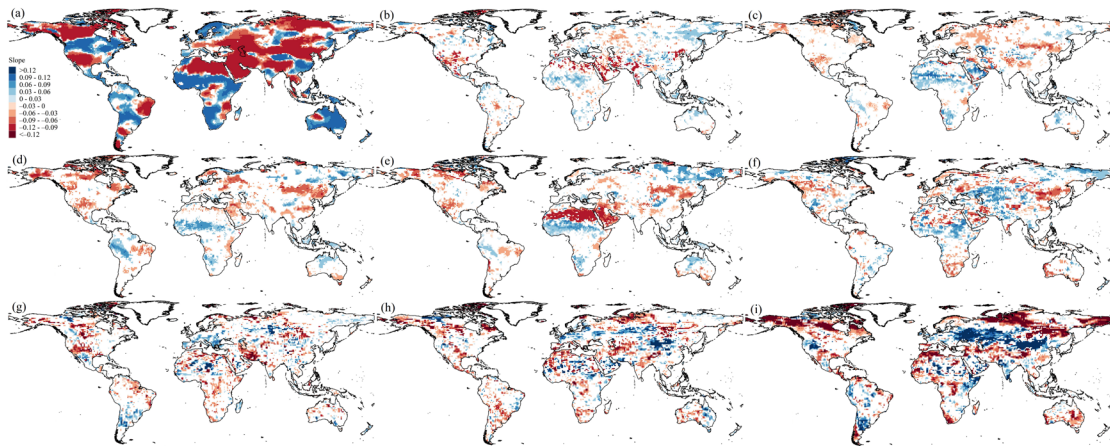 (a)
(b)
(c)
Slope
>0.12
0.09 - 0.12
0.06 - 0.09
0.03 - 0.06
0 - 0.03
−0.03 - 0
−0.06 - −0.03
−0.09 - −0.06
−0.12 - −0.09
<−0.12
(d)
(e)
(f)
(g)
(h)
(i)